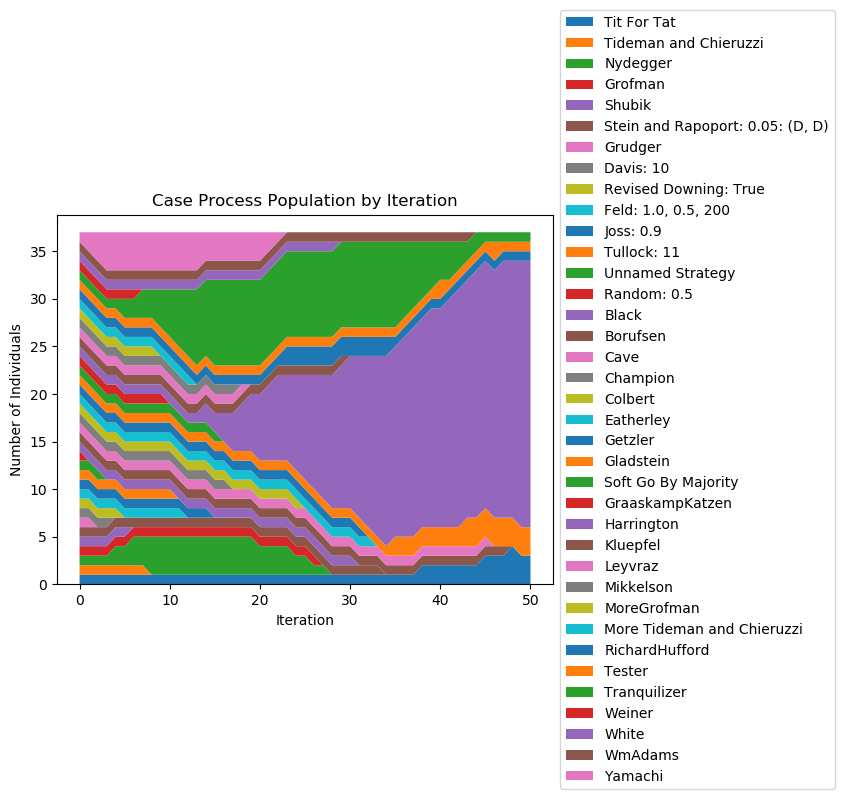 Case Process Population by Iteration
Number of Individuals
35
30
25
20
15
10
5
0
0 10 20 30 40 50
Iteration
Tit For Tat
Tideman and Chieruzzi
Nydegger
Grofman
Shubik
Stein and Rapoport: 0.05: (D, D)
Grudger
Davis: 10
Revised Downing: True
Feld: 1.0, 0.5, 200
Joss: 0.9
Tullock: 11
Unnamed Strategy
Random: 0.5
Black
Borufsen
Cave
Champion
Colbert
Eatherley
Getzler
Gladstein
Soft Go By Majority
GraaskampKatzen
Harrington
Kluepfel
Leyvraz
Mikkelson
MoreGrofman
More Tideman and Chieruzzi
RichardHufford
Tester
Tranquilizer
Weiner
White
WmAdams
Yamachi